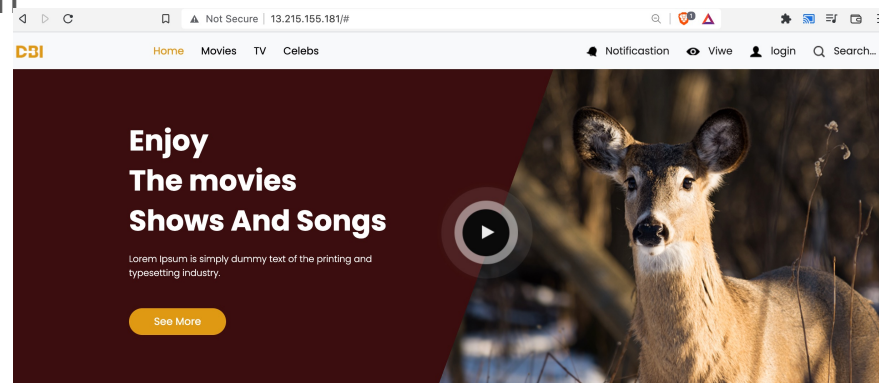 Not Secure | 13.215.155.181/#
DBI Home Movies TV Celebs Notificastion Viwe login Search...
Enjoy
The movies
Shows And Songs
Lorem Ipsum is simply dummy text of the printing and
typesetting industry.
See More